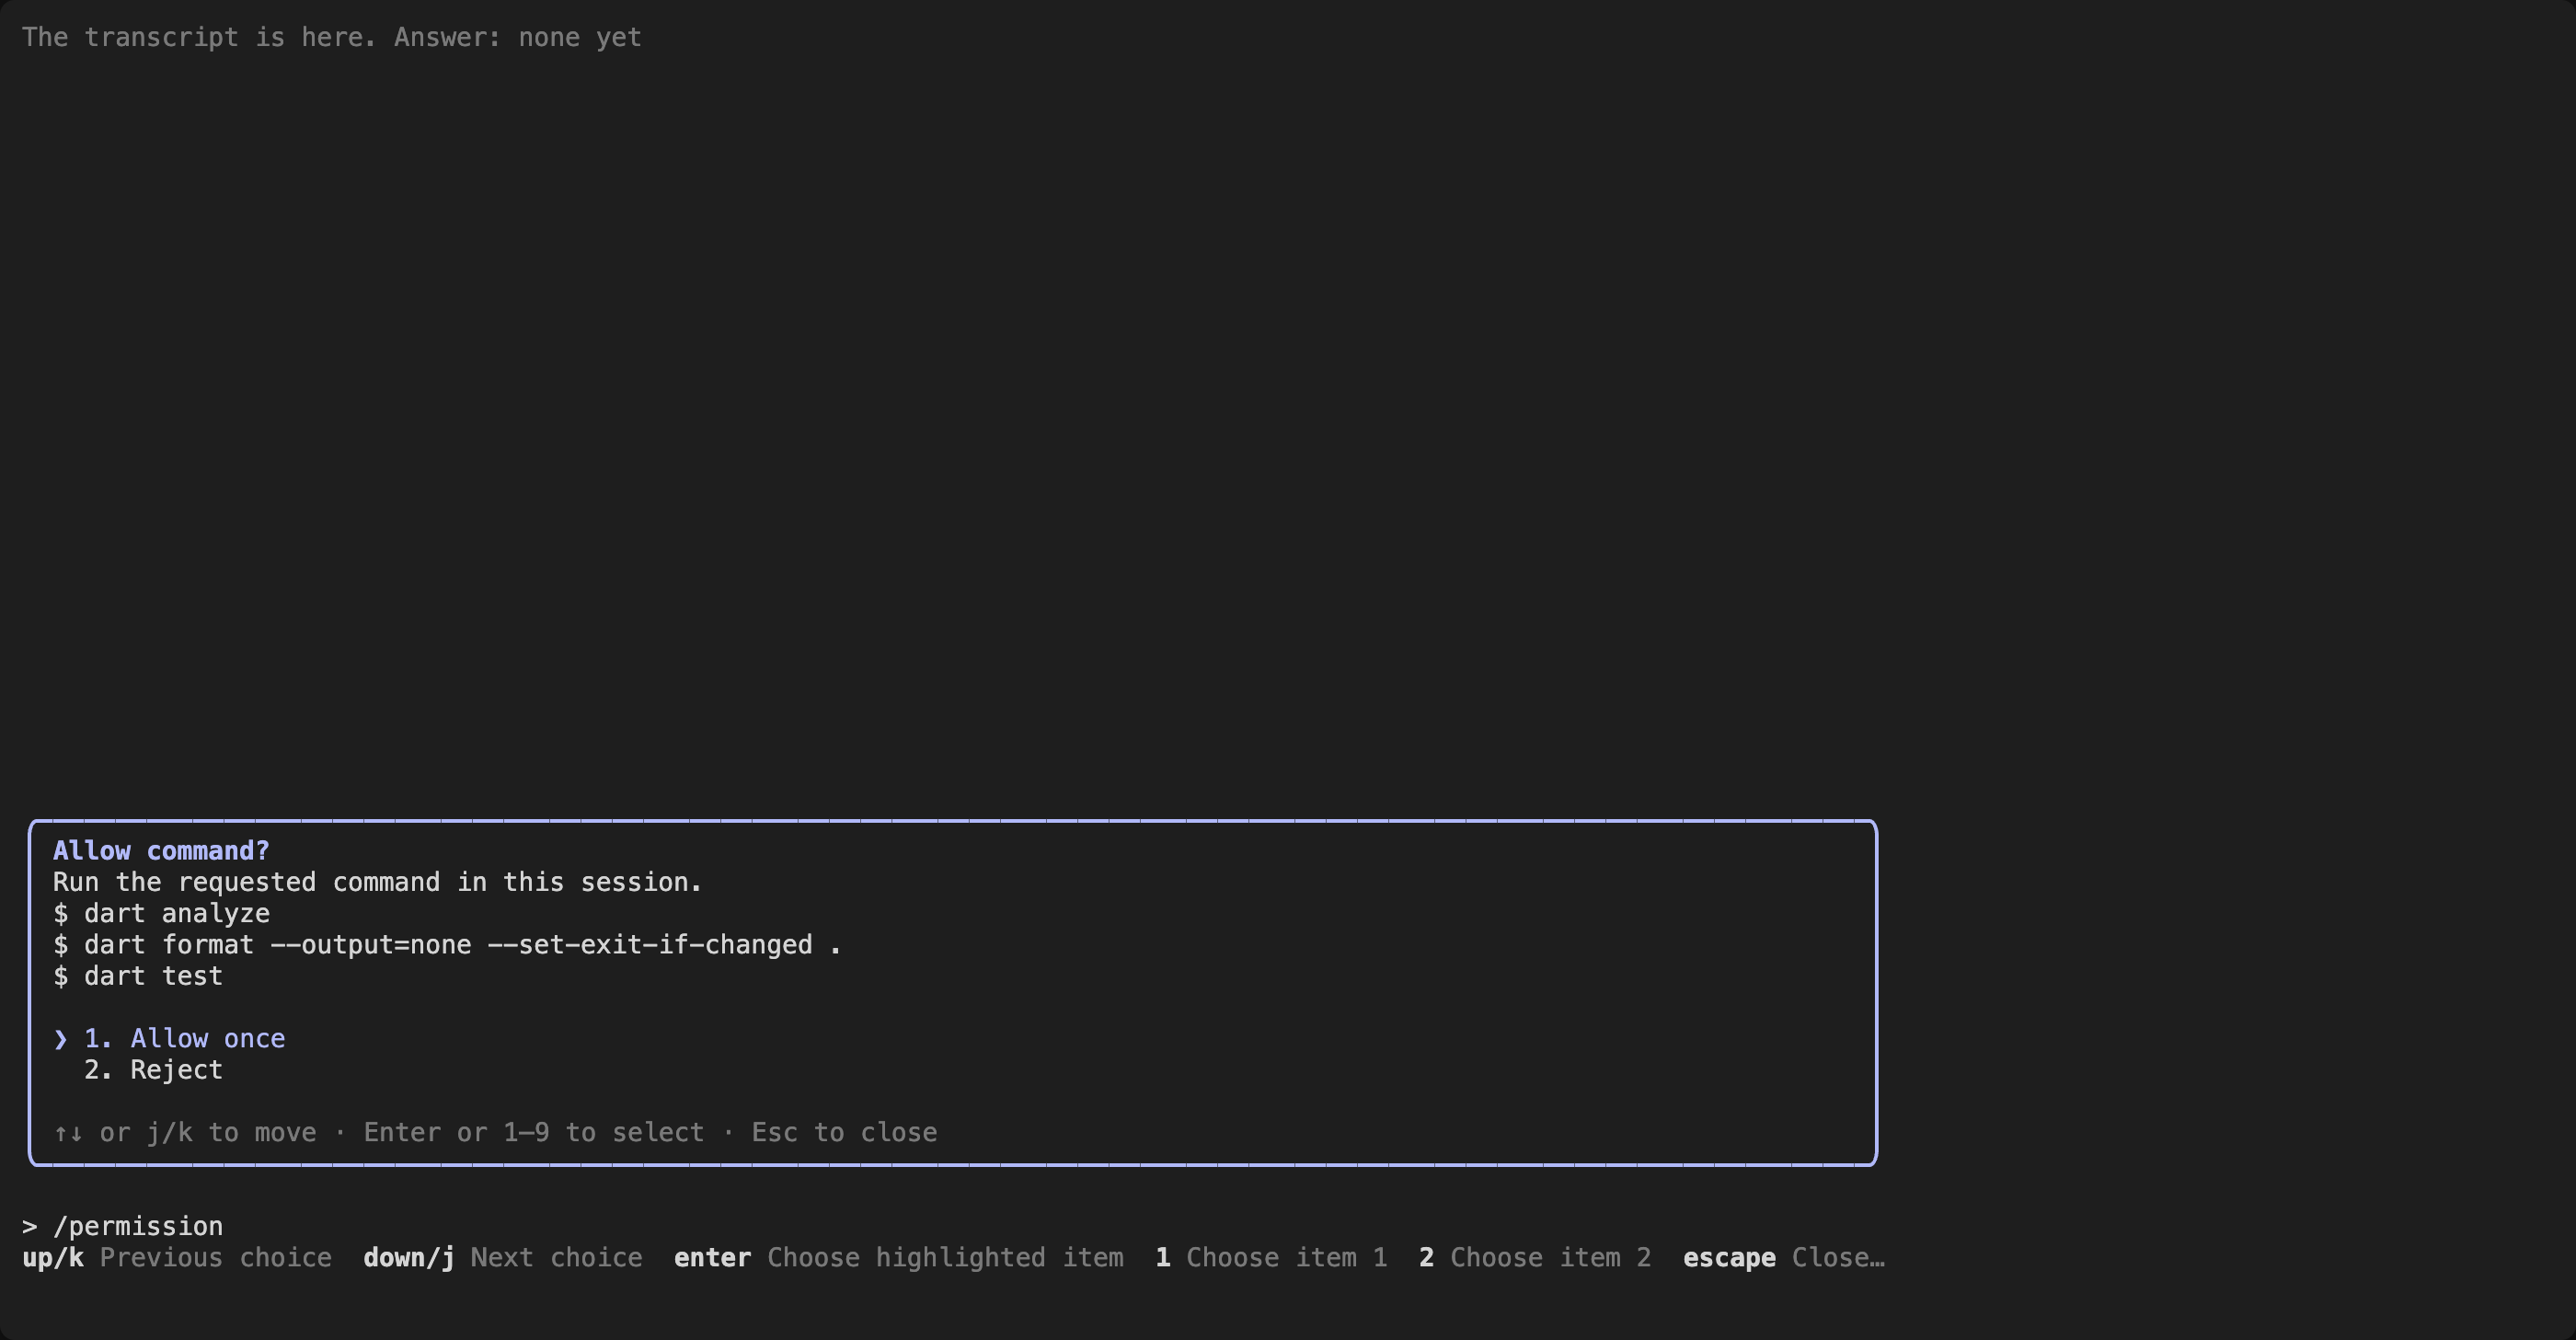 The transcript is here. Answer: none yet
Allow command?
Run the requested command in this session.
$ dart analyze
$ dart format --output=none --set-exit-if-changed .
$ dart test
❯ 1. Allow once
2. Reject
↑↓ or j/k to move · Enter or 1–9 to select · Esc to close
> /permission
up/k Previous choice  down/j Next choice  enter Choose highlighted item  1 Choose item 1  2 Choose item 2  escape Close…